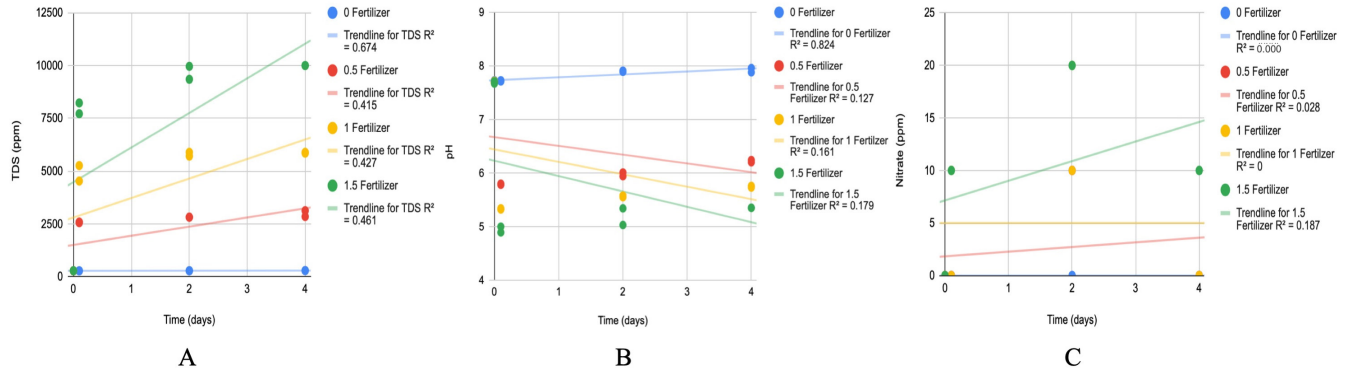 12500
10000
7500
5000
2500
0
TDS (ppm)
0
1
2
3
4
Time (days)
0 Fertilizer
Trendline for TDS R²
= 0.674
0.5 Fertilizer
Trendline for TDS R²
= 0.415
1 Fertilizer
Trendline for TDS R²
= 0.427
1.5 Fertilizer
Trendline for TDS R²
= 0.461
A
9
8
7
6
5
4
pH
0
1
2
3
4
Time (days)
0 Fertilizer
Trendline for 0 Fertilizer
R² = 0.824
0.5 Fertilizer
Trendline for 0.5
Fertilizer R² = 0.127
1 Fertilizer
Trendline for 1 Fertilizer
R² = 0.161
1.5 Fertilizer
Trendline for 1.5
Fertilizer R² = 0.179
B
25
20
15
10
5
0
Nitrate (ppm)
0
1
2
3
4
Time (days)
0 Fertilizer
Trendline for 0 Fertilizer
R² = 0.000
0.5 Fertilizer
Trendline for 0.5
Fertilizer R² = 0.028
1 Fertilizer
Trendline for 1 Fertilizer
R² = 0
1.5 Fertilizer
Trendline for 1.5
Fertilizer R² = 0.187
C